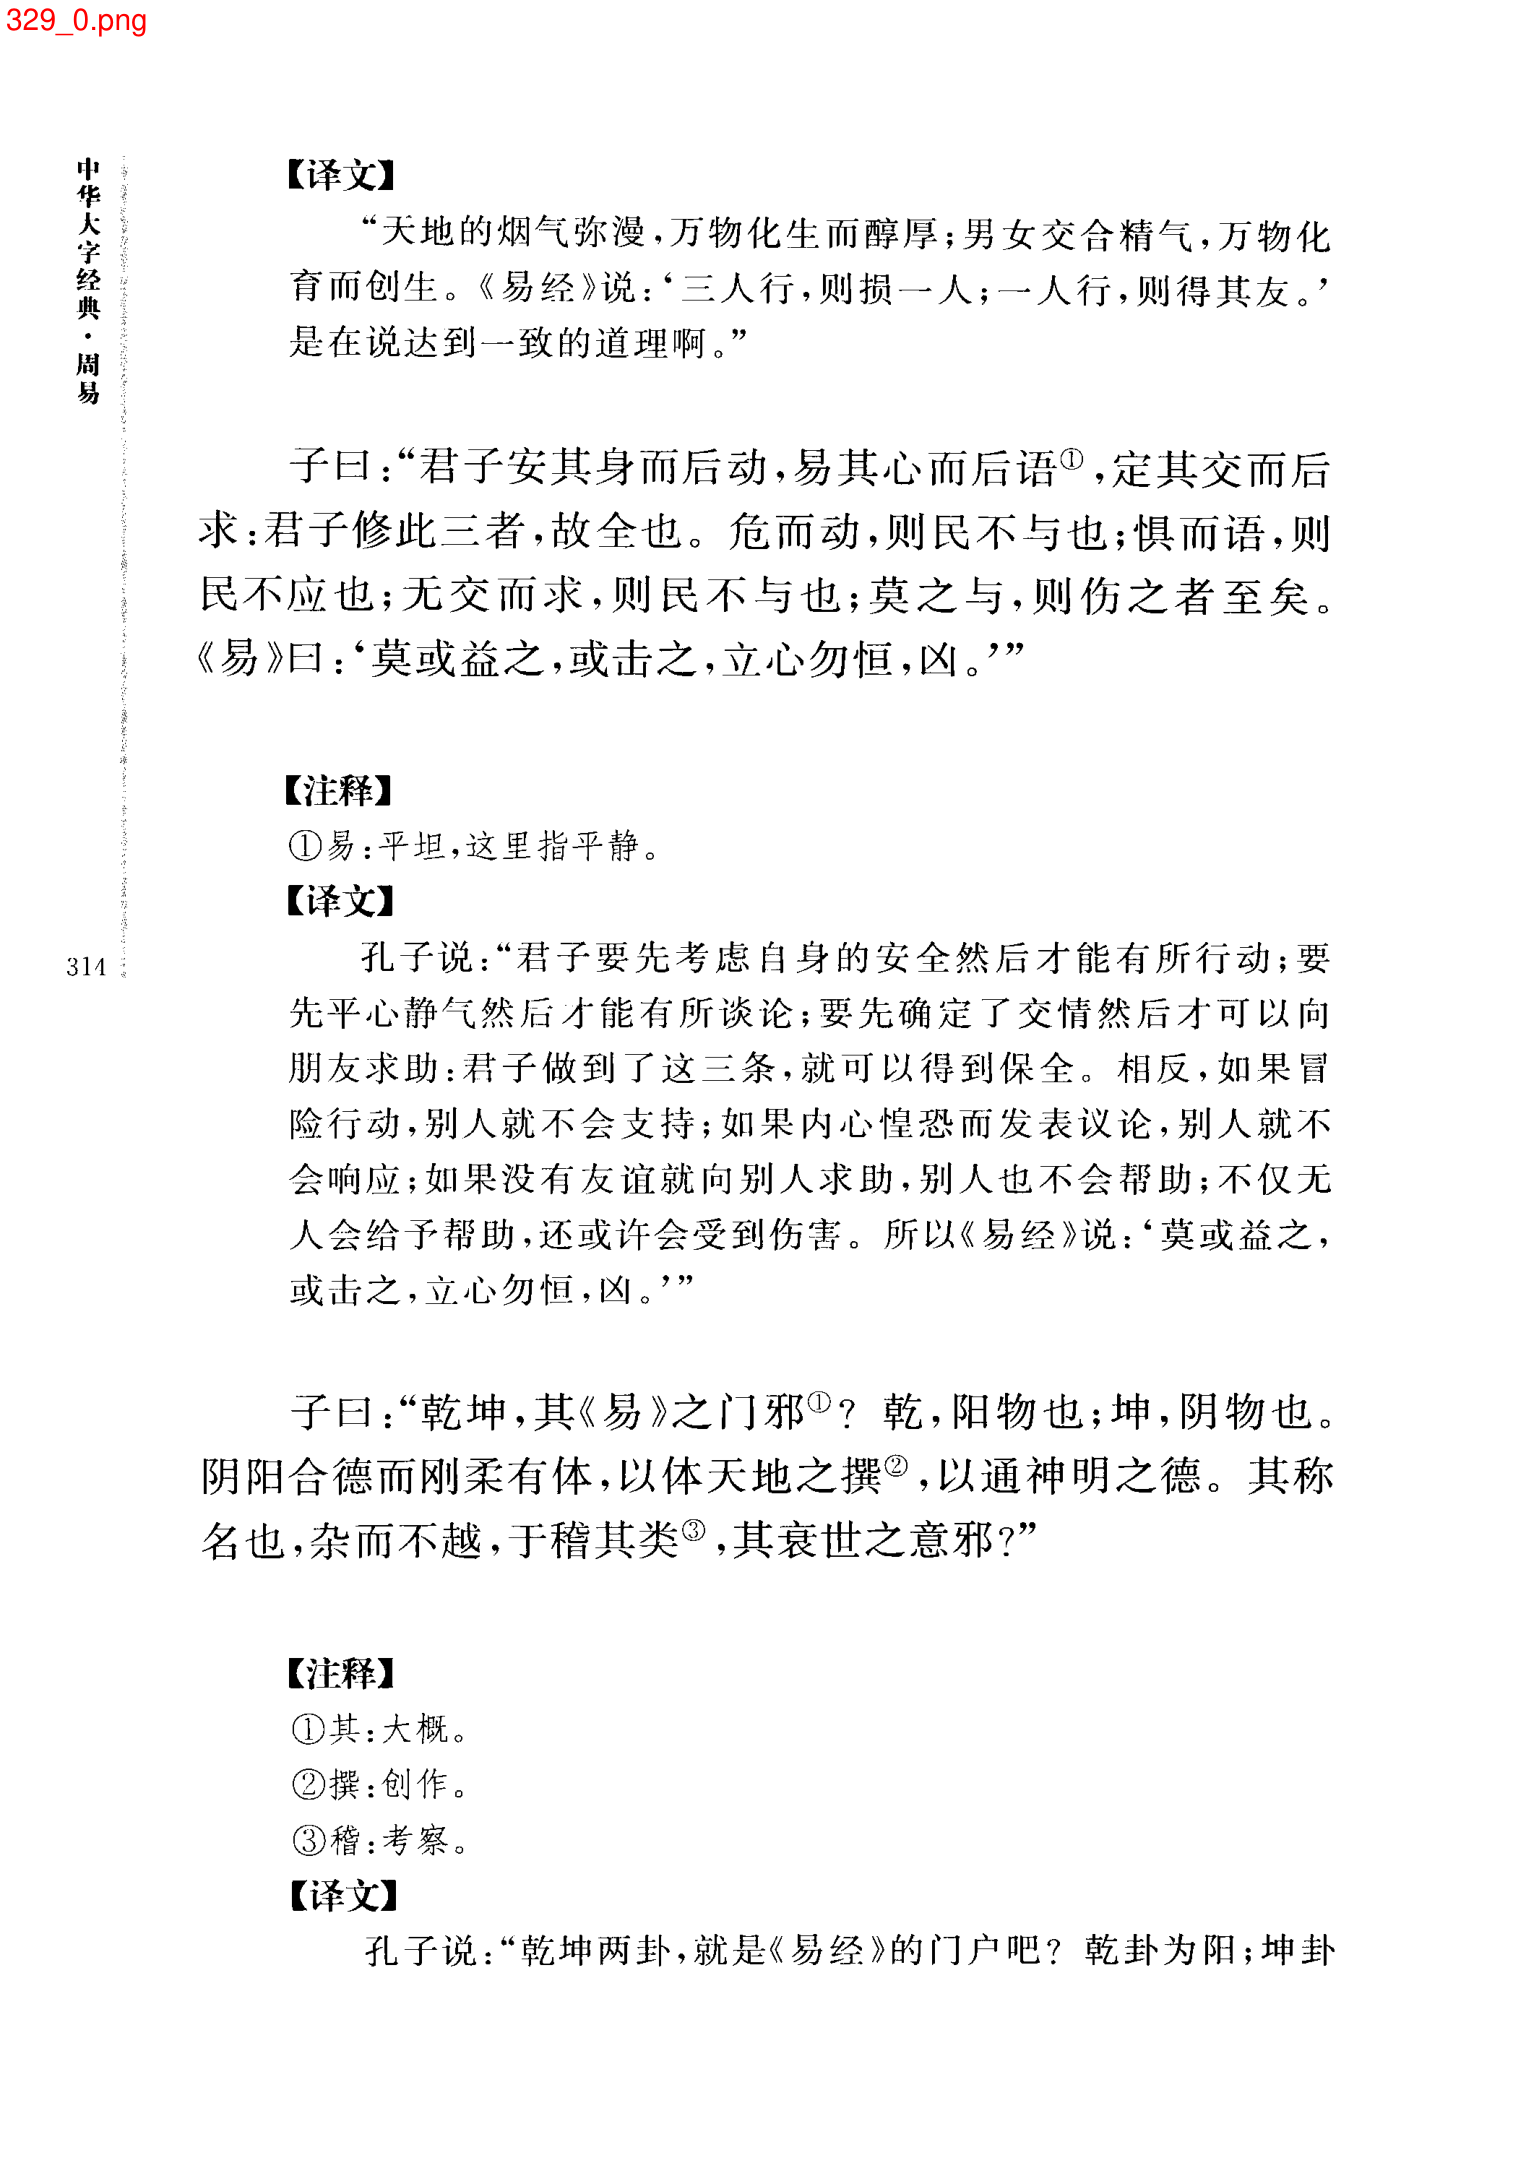 329_0.png
中华大字经典·周易
314
【译文】
“天地的烟气弥漫,万物化生而醇厚;男女交合精气,万物化
育而创生。《易经》说:‘三人行,则损一人;一人行,则得其友。’
是在说达到一致的道理啊。”
子曰:“君子安其身而后动,易其心而后语①,定其交而后
求:君子修此三者,故全也。危而动,则民不与也;惧而语,则
民不应也;无交而求,则民不与也;莫之与,则伤之者至矣。
《易》曰:‘莫或益之,或击之,立心勿恒,凶。’”
【注释】
①易:平坦,这里指平静。
【译文】
孔子说:“君子要先考虑自身的安全然后才能有所行动;要
先平心静气然后才能有所谈论;要先确定了交情然后才可以向
朋友求助:君子做到了这三条,就可以得到保全。相反,如果冒
险行动,别人就不会支持;如果内心惶恐而发表议论,别人就不
会响应;如果没有友谊就向别人求助,别人也不会帮助;不仅无
人会给予帮助,还或许会受到伤害。所以《易经》说:‘莫或益之,
或击之,立心勿恒,凶。’”
子曰:“乾坤,其《易》之门邪①?乾,阳物也;坤,阴物也。
阴阳合德而刚柔有体,以体天地之撰②,以通神明之德。其称
名也,杂而不越,于稽其类③,其衰世之意邪?”
【注释】
①其:大概。
②撰:创作。
③稽:考察。
【译文】
孔子说:“乾坤两卦,就是《易经》的门户吧?乾卦为阳;坤卦